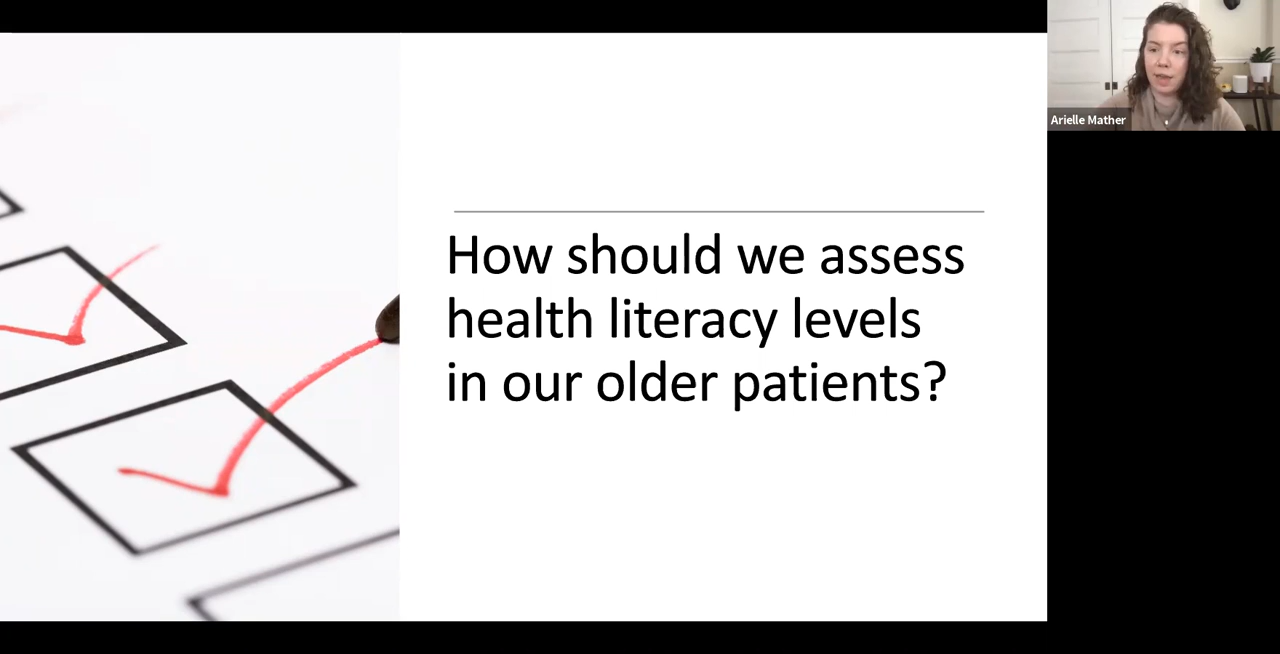 Arielle Mather
How should we assess
health literacy levels
in our older patients?